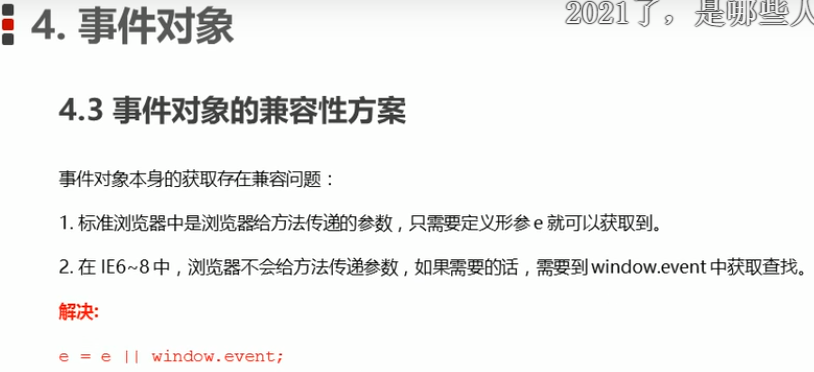 4. 事件对象
2021了，是哪些人
4.3 事件对象的兼容性方案
事件对象本身的获取存在兼容问题：
1. 标准浏览器中是浏览器给方法传递的参数，只需要定义形参 e 就可以获取到。
2. 在 IE6~8 中，浏览器不会给方法传递参数，如果需要的话，需要到 window.event 中获取查找。
解决:
e = e || window.event;